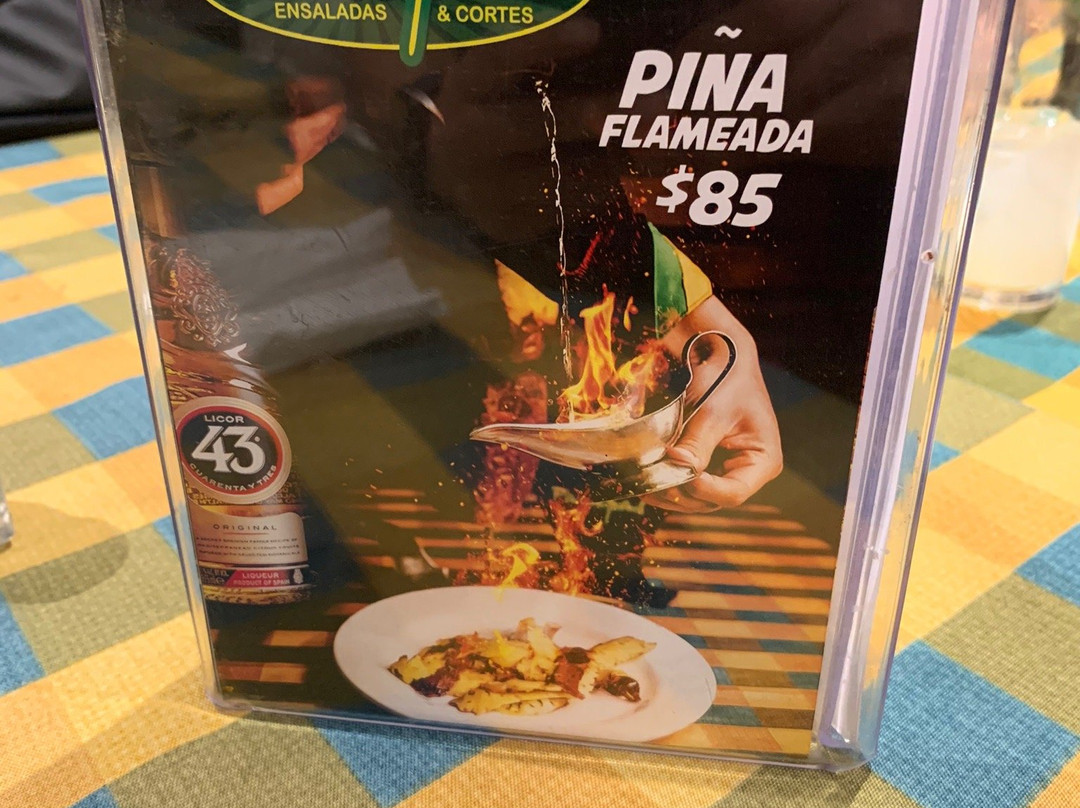 ENSALADAS & CORTES
PIÑA
FLAMEADA
$85
LICOR
43
CUARENTA Y TRES
ORIGINAL
LIQUEUR
PRODUCT OF SPAIN